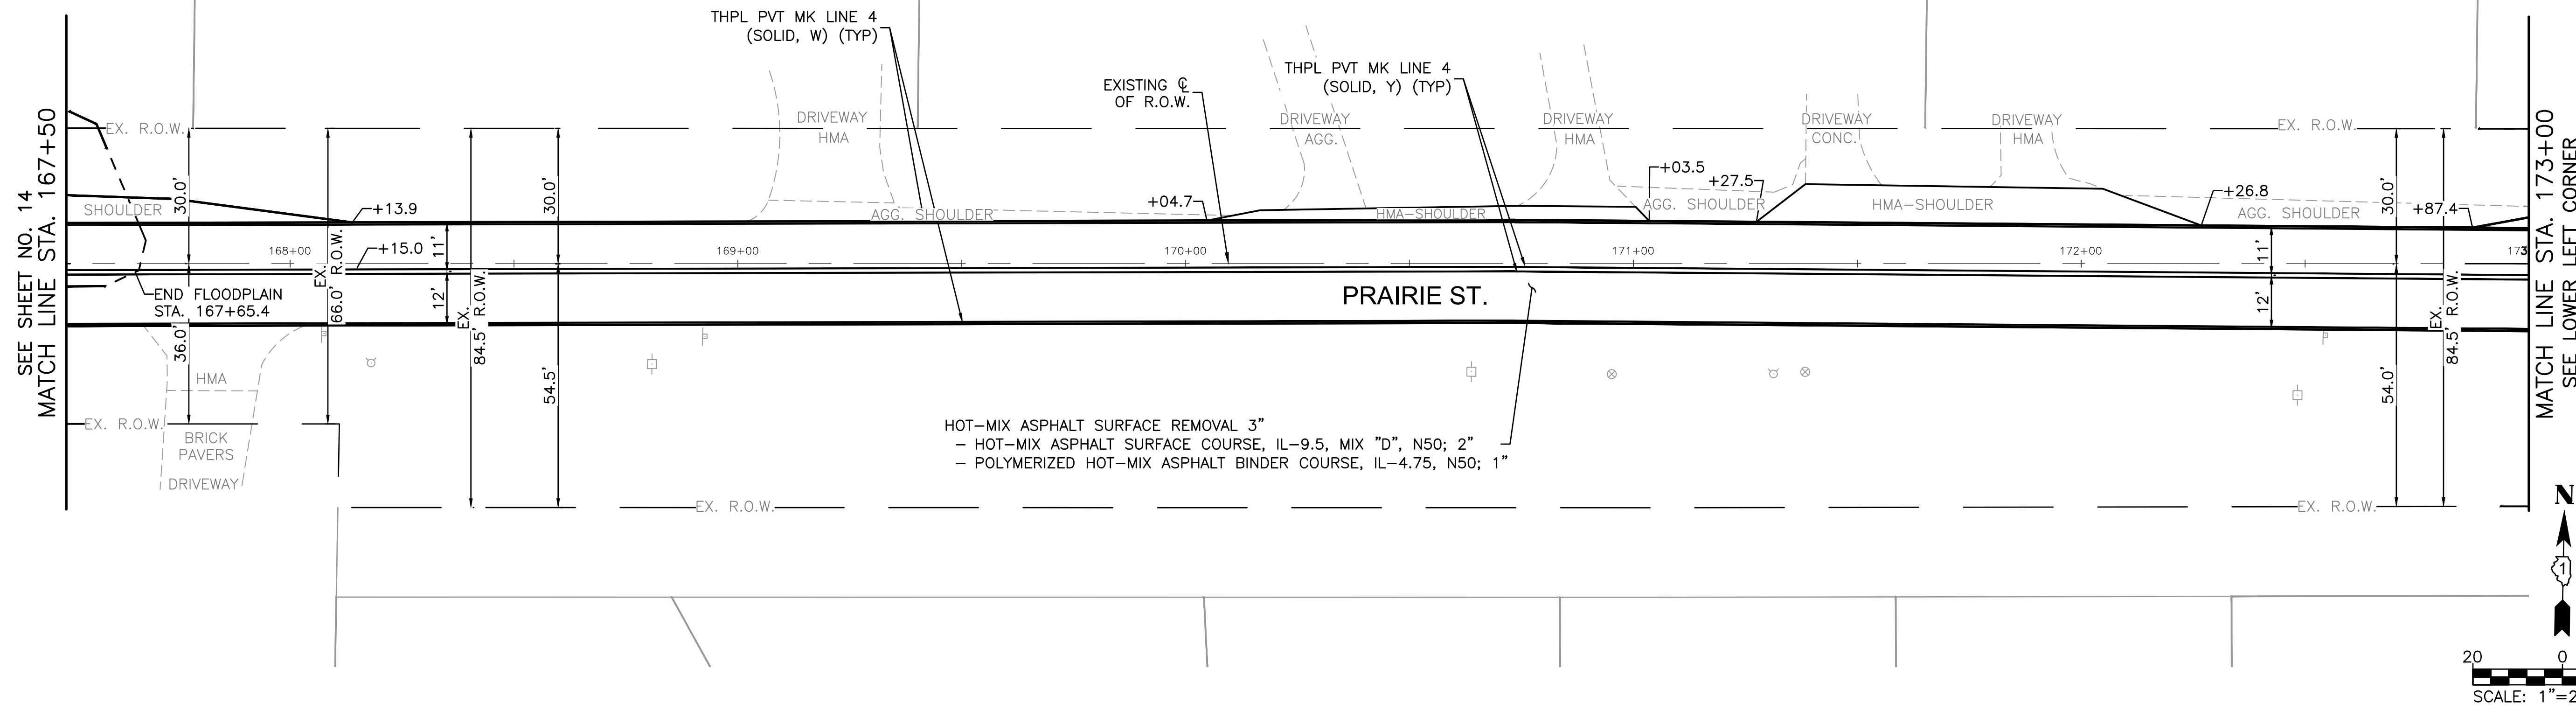 SEE SHEET NO. 14
MATCH LINE STA. 167+50
THPL PVT MK LINE 4
(SOLID, W) (TYP)
EXISTING ℄
OF R.O.W.
THPL PVT MK LINE 4
(SOLID, Y) (TYP)
EX. R.O.W.
DRIVEWAY
HMA
DRIVEWAY
AGG.
DRIVEWAY
HMA
DRIVEWAY
CONC.
DRIVEWAY
HMA
EX. R.O.W.
SHOULDER
30.0'
+13.9
30.0'
AGG. SHOULDER
+04.7
HMA-SHOULDER
+03.5
+27.5
AGG. SHOULDER
HMA-SHOULDER
+26.8
AGG. SHOULDER
30.0'
+87.4
168+00
+15.0
11'
169+00
170+00
171+00
172+00
11'
173
END FLOODPLAIN
STA. 167+65.4
EX.
66.0' R.O.W.
12'
EX.
84.5' R.O.W.
PRAIRIE ST.
12'
EX.
84.5' R.O.W.
36.0'
54.5'
54.0'
HMA
EX. R.O.W.
BRICK
PAVERS
DRIVEWAY
HOT-MIX ASPHALT SURFACE REMOVAL 3"
- HOT-MIX ASPHALT SURFACE COURSE, IL-9.5, MIX "D", N50; 2"
- POLYMERIZED HOT-MIX ASPHALT BINDER COURSE, IL-4.75, N50; 1"
EX. R.O.W.
EX. R.O.W.
MATCH LINE STA. 173+00
SEE LOWER LEFT CORNER
N
1
20 0
SCALE: 1"=2